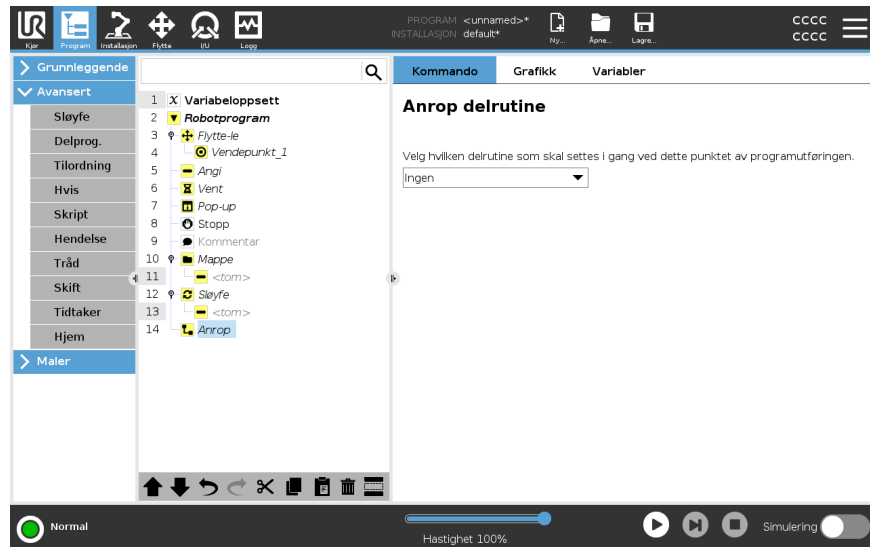 Kjør Program Installasjon Flytte I/U Logg
PROGRAM <unnamed>*
INSTALLASJON default*
Ny... Åpne... Lagre...
CCCC
CCCC
Grunnleggende
Avansert
Sløyfe
Delprog.
Tilordning
Hvis
Skript
Hendelse
Tråd
Skift
Tidtaker
Hjem
Maler
1 X Variabeloppsett
2 Robotprogram
3 Flytte-le
4 Vendepunkt_1
5 Angi
6 Vent
7 Pop-up
8 Stopp
9 Kommentar
10 Mappe
11 <tom>
12 Sløyfe
13 <tom>
14 Anrop
Kommando Grafikk Variabler
Anrop delrutine
Velg hvilken delrutine som skal settes i gang ved dette punktet av programutføringen.
Ingen
Normal
Hastighet 100%
Simulering